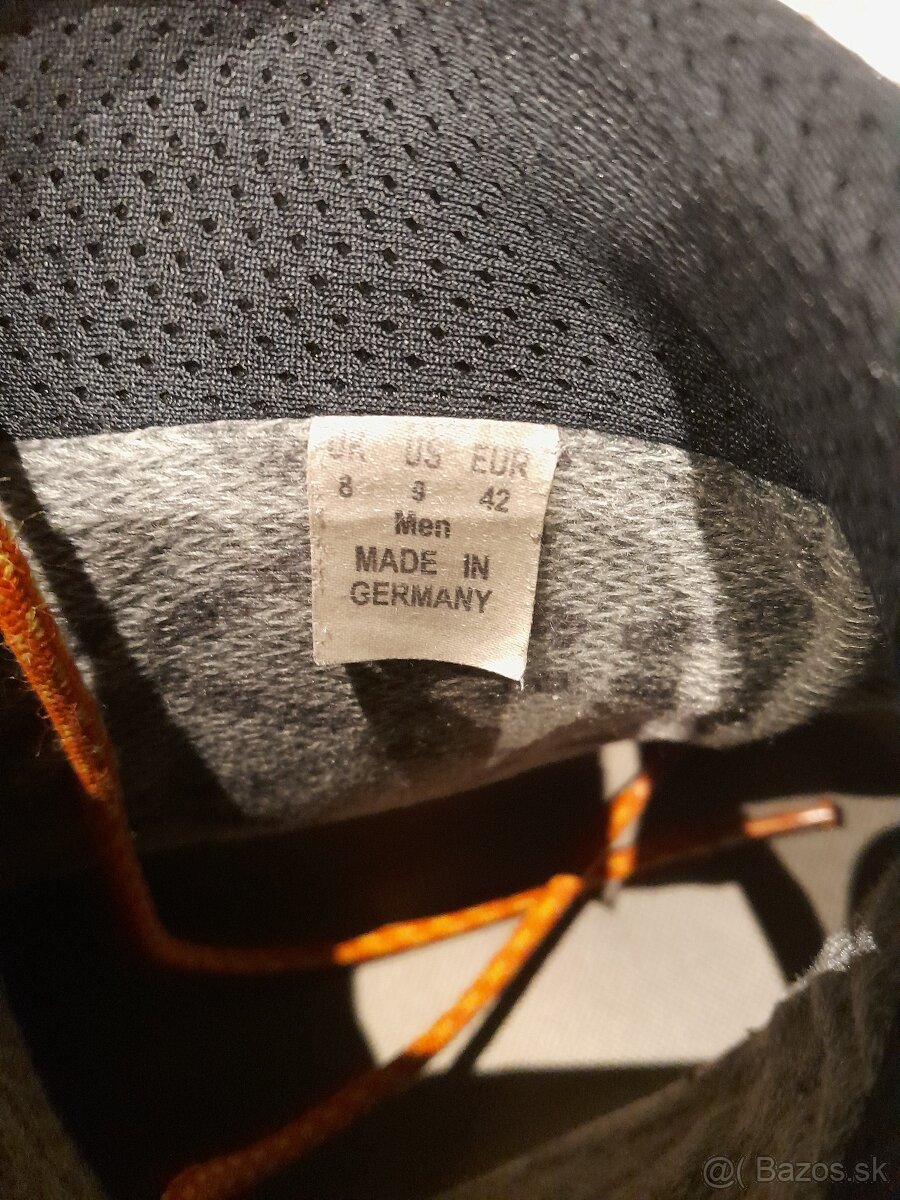 UK US EUR
8 9 42
Men
MADE IN
GERMANY
@( Bazos.sk